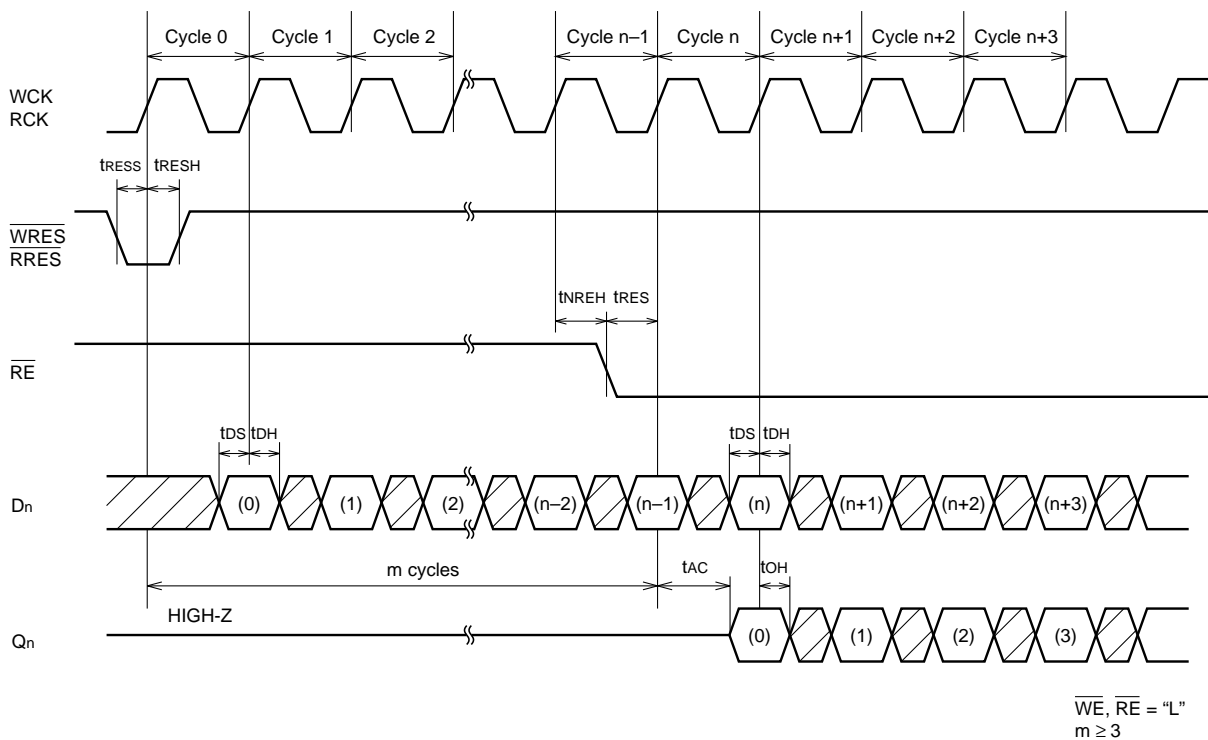 Cycle 0 Cycle 1 Cycle 2 Cycle n–1 Cycle n Cycle n+1 Cycle n+2 Cycle n+3
WCK
RCK
tRESS tRESH
WRES
RRES
tNREH tRES
RE
tDS tDH tDS tDH
Dn (0) (1) (2) (n–2) (n–1) (n) (n+1) (n+2) (n+3)
m cycles tAC tOH
HIGH-Z
Qn (0) (1) (2) (3)
WE, RE = “L”
m ≥ 3